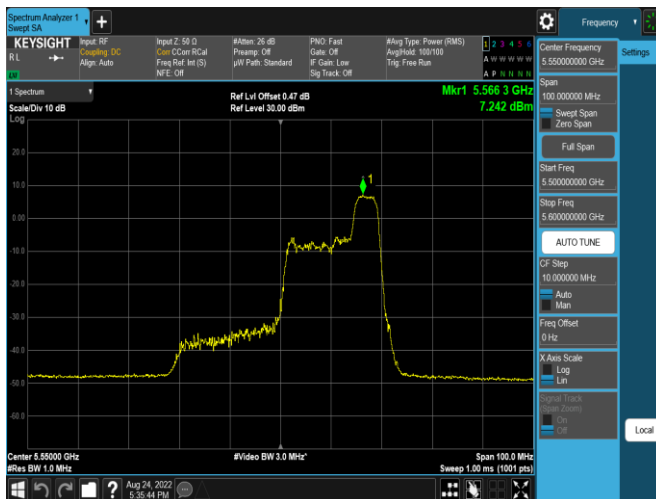 Spectrum Analyzer 1
Swept SA
Frequency
KEYSIGHT
R L
Input: RF
Coupling: DC
Align: Auto
Input Z: 50 Ω
Corr CCorr RCal
Freq Ref: Int (S)
NFE: Off
#Atten: 26 dB
Preamp: Off
µW Path: Standard
PNO: Fast
Gate: Off
IF Gain: Low
Sig Track: Off
#Avg Type: Power (RMS)
Avg|Hold: 100/100
Trig: Free Run
1 2 3 4 5 6
A W W W W W
A P N N N N
Center Frequency
5.550000000 GHz
Settings
1 Spectrum
Scale/Div 10 dB
Ref Lvl Offset 0.47 dB
Ref Level 30.00 dBm
Mkr1 5.566 3 GHz
7.242 dBm
Span
100.000000 MHz
Swept Span
Zero Span
Full Span
Start Freq
5.500000000 GHz
Stop Freq
5.600000000 GHz
AUTO TUNE
CF Step
10.000000 MHz
Auto
Man
Freq Offset
0 Hz
X Axis Scale
Log
Lin
Signal Track
(Span Zoom)
On
Off
Local
Log
20.0
10.0
0.00
-10.0
-20.0
-30.0
-40.0
-50.0
-60.0
1
Center 5.55000 GHz
#Res BW 1.0 MHz
#Video BW 3.0 MHz*
Span 100.0 MHz
Sweep 1.00 ms (1001 pts)
?
Aug 24, 2022
5:35:44 PM